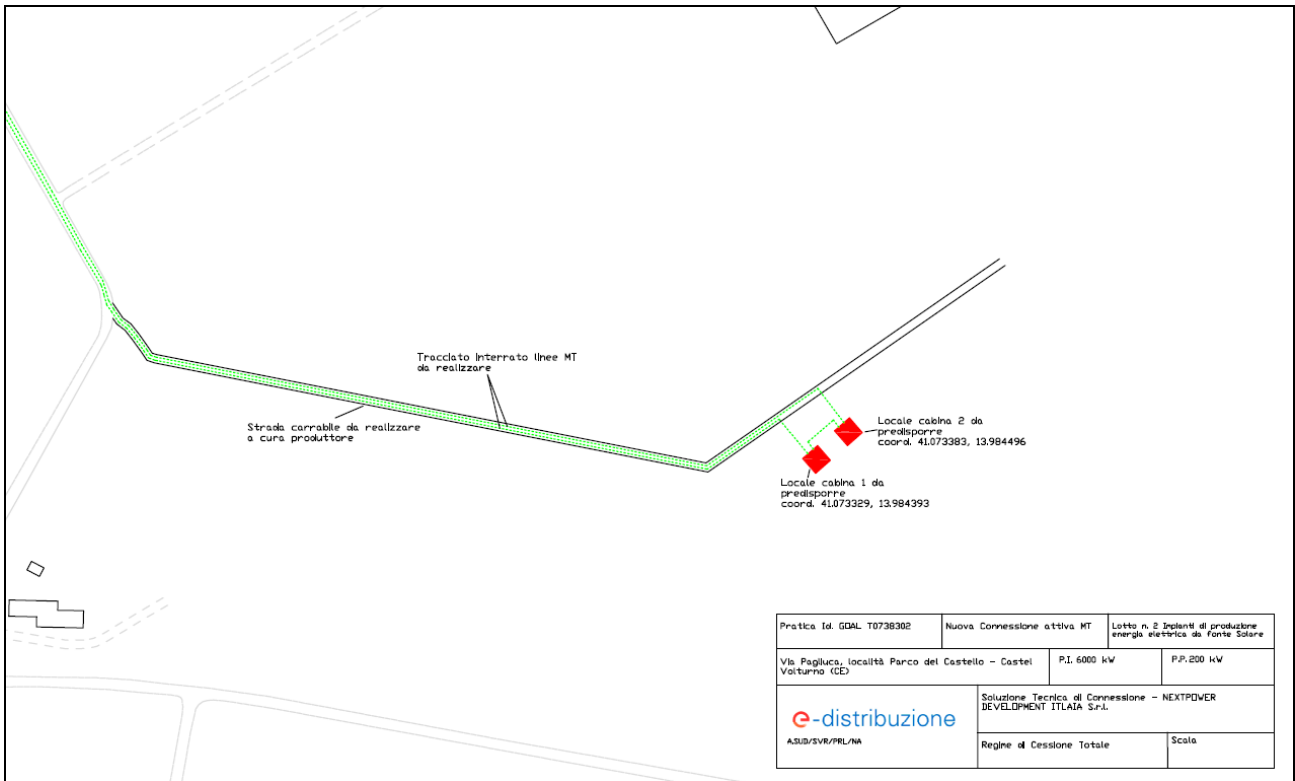 Tracciato interrato linee MT
da realizzare
Strada carrabile da realizzare
a cura produttore
Locale cabina 2 da
predisporre
coord. 41.073383, 13.984496
Locale cabina 1 da
predisporre
coord. 41.073329, 13.984393
Pratica Id. GOAL T0738302
Nuova Connessione attiva MT
Lotto n. 2 Impianti di produzione
energia elettrica da fonte Solare
Via Pagliuca, località Parco del Castello - Castel
Volturno (CE)
P.I. 6000 kW
P.P. 200 kW
e-distribuzione
A.SUD/SVR/PRL/NA
Soluzione Tecnica di Connessione - NEXTPOWER
DEVELOPMENT ITLAIA S.r.l.
Regime di Cessione Totale
Scala